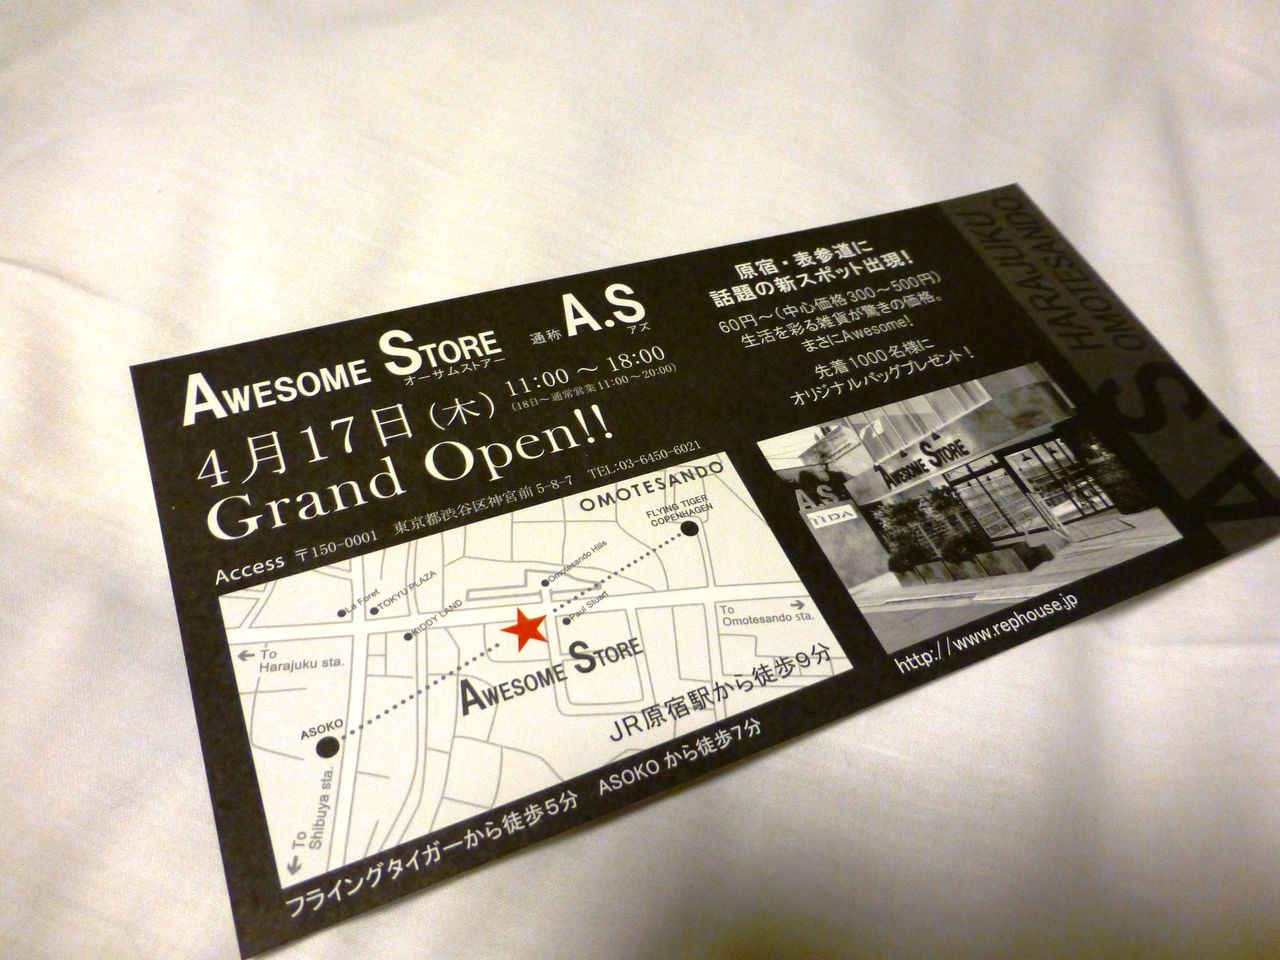 AWESOME STORE 通称 A.S
オーサムストアー アズ
4月17日(木) 11:00～18:00
(18日～通常営業11:00～20:00)
Grand Open!!
Access 〒150-0001 東京都渋谷区神宮前5-8-7 TEL:03-6450-6021
OMOTESANDO
FLYING TIGER
COPENHAGEN
La Foret
TOKYU PLAZA
KIDDY LAND
Omotesando Hills
Paul Stuart
To
Harajuku sta.
To
Omotesando sta.
AWESOME STORE
ASOKO
To
Shibuya sta.
JR原宿駅から徒歩9分
フライングタイガーから徒歩5分 ASOKOから徒歩7分
原宿・表参道に
話題の新スポット出現!
60円～(中心価格300～500円)
生活を彩る雑貨が驚きの価格。
まさにAwesome!
先着1000名様に
オリジナルバッグプレゼント!
AWESOME STORE
A.S
http://www.rephouse.jp
HARAJUKU
OMOTESANDO
A.S